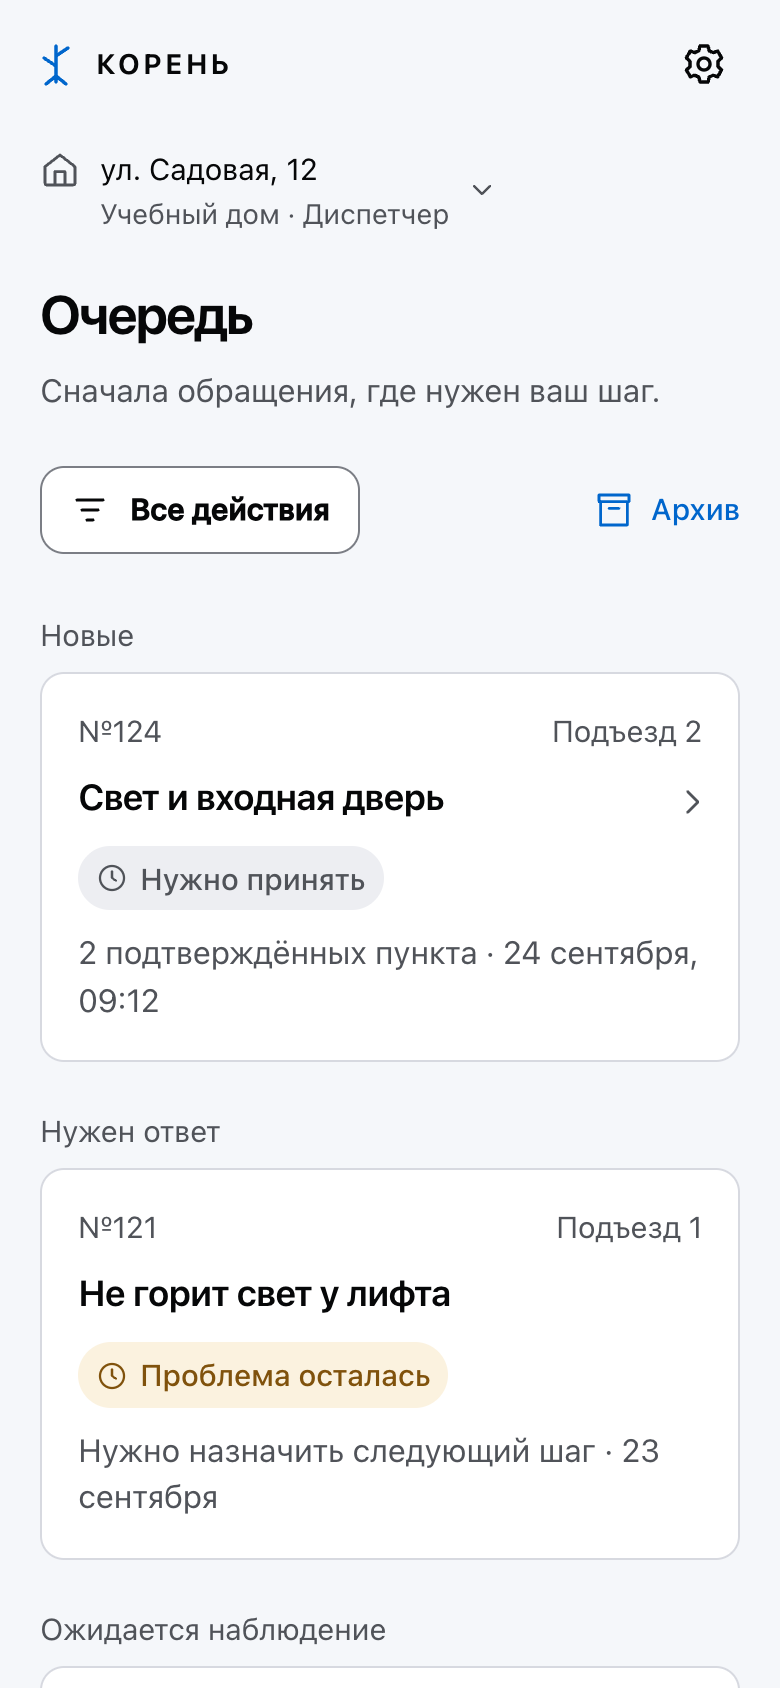 КОРЕНЬ
ул. Садовая, 12
Учебный дом · Диспетчер
Очередь
Сначала обращения, где нужен ваш шаг.
Все действия
Архив
Новые
№124
Подъезд 2
Свет и входная дверь
Нужно принять
2 подтверждённых пункта · 24 сентября,
09:12
Нужен ответ
№121
Подъезд 1
Не горит свет у лифта
Проблема осталась
Нужно назначить следующий шаг · 23
сентября
Ожидается наблюдение